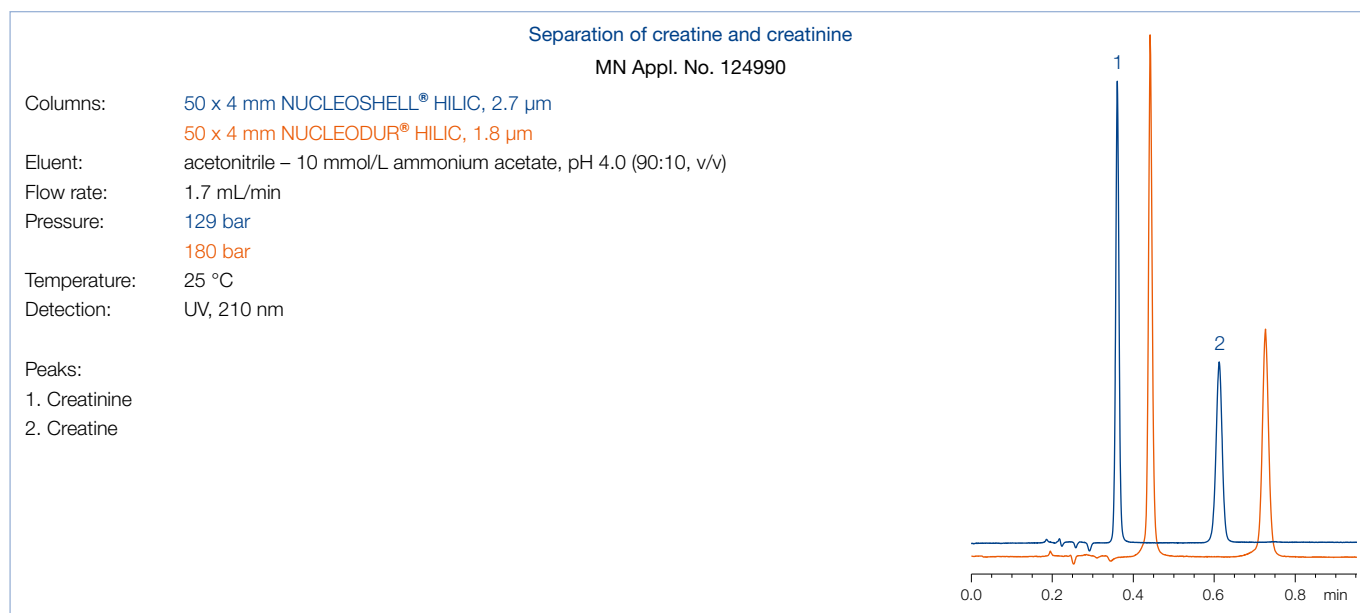 Separation of creatine and creatinine
MN Appl. No. 124990
Columns: 50 x 4 mm NUCLEOSHELL® HILIC, 2.7 µm
50 x 4 mm NUCLEODUR® HILIC, 1.8 µm
Eluent: acetonitrile – 10 mmol/L ammonium acetate, pH 4.0 (90:10, v/v)
Flow rate: 1.7 mL/min
Pressure: 129 bar
180 bar
Temperature: 25 °C
Detection: UV, 210 nm
Peaks:
1. Creatinine
2. Creatine
1
2
0.0 0.2 0.4 0.6 0.8 min